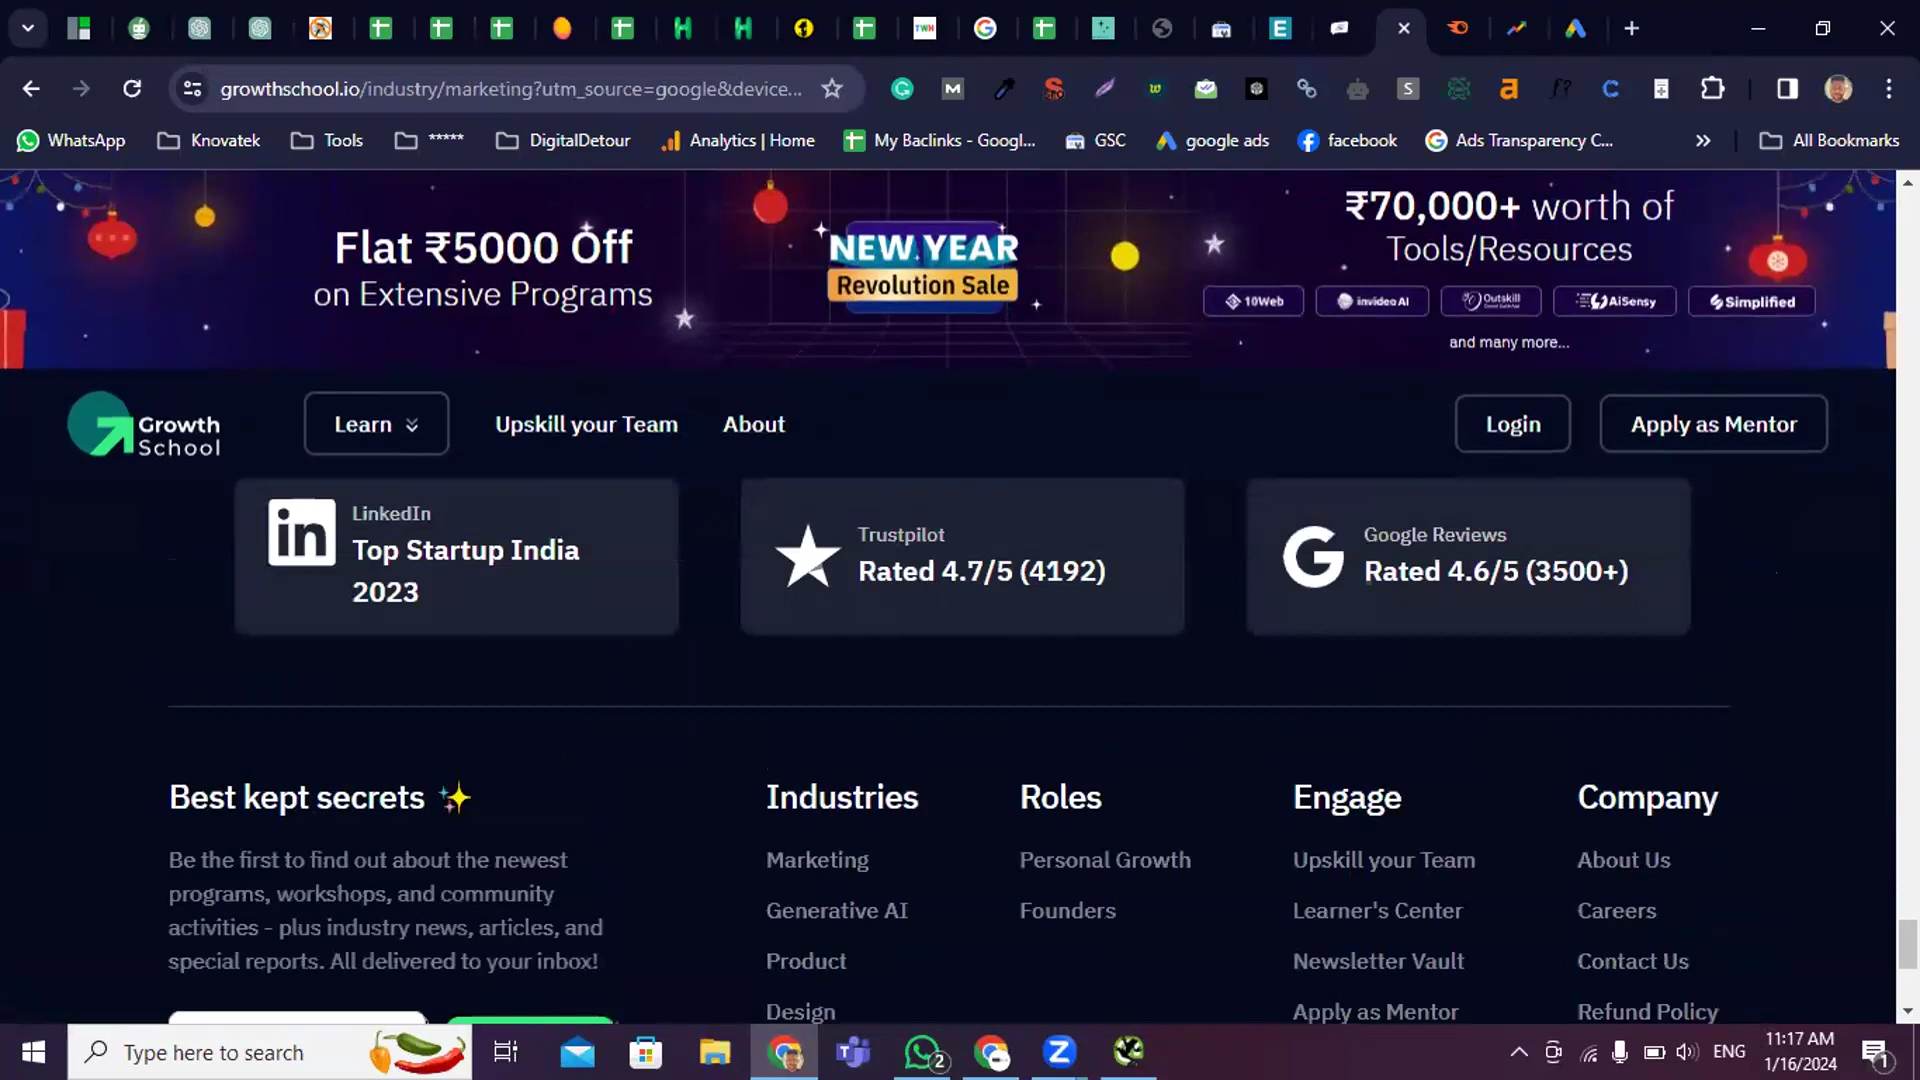 growthschool.io/industry/marketing?utm_source=google&device...
WhatsApp
Knovatek
Tools
*****
DigitalDetour
Analytics | Home
My Baclinks - Googl...
GSC
google ads
facebook
Ads Transparency C...
»
All Bookmarks
Flat ₹5000 Off
on Extensive Programs
NEW YEAR
Revolution Sale
₹70,000+ worth of
Tools/Resources
10Web
invideo AI
Outskill
AiSensy
Simplified
and many more...
Growth
School
Learn
Upskill your Team
About
Login
Apply as Mentor
LinkedIn
Top Startup India
2023
Trustpilot
Rated 4.7/5 (4192)
Google Reviews
Rated 4.6/5 (3500+)
Best kept secrets
Be the first to find out about the newest
programs, workshops, and community
activities - plus industry news, articles, and
special reports. All delivered to your inbox!
Industries
Marketing
Generative AI
Product
Design
Roles
Personal Growth
Founders
Engage
Upskill your Team
Learner's Center
Newsletter Vault
Apply as Mentor
Company
About Us
Careers
Contact Us
Refund Policy
Type here to search
2
ENG
11:17 AM
1/16/2024
1